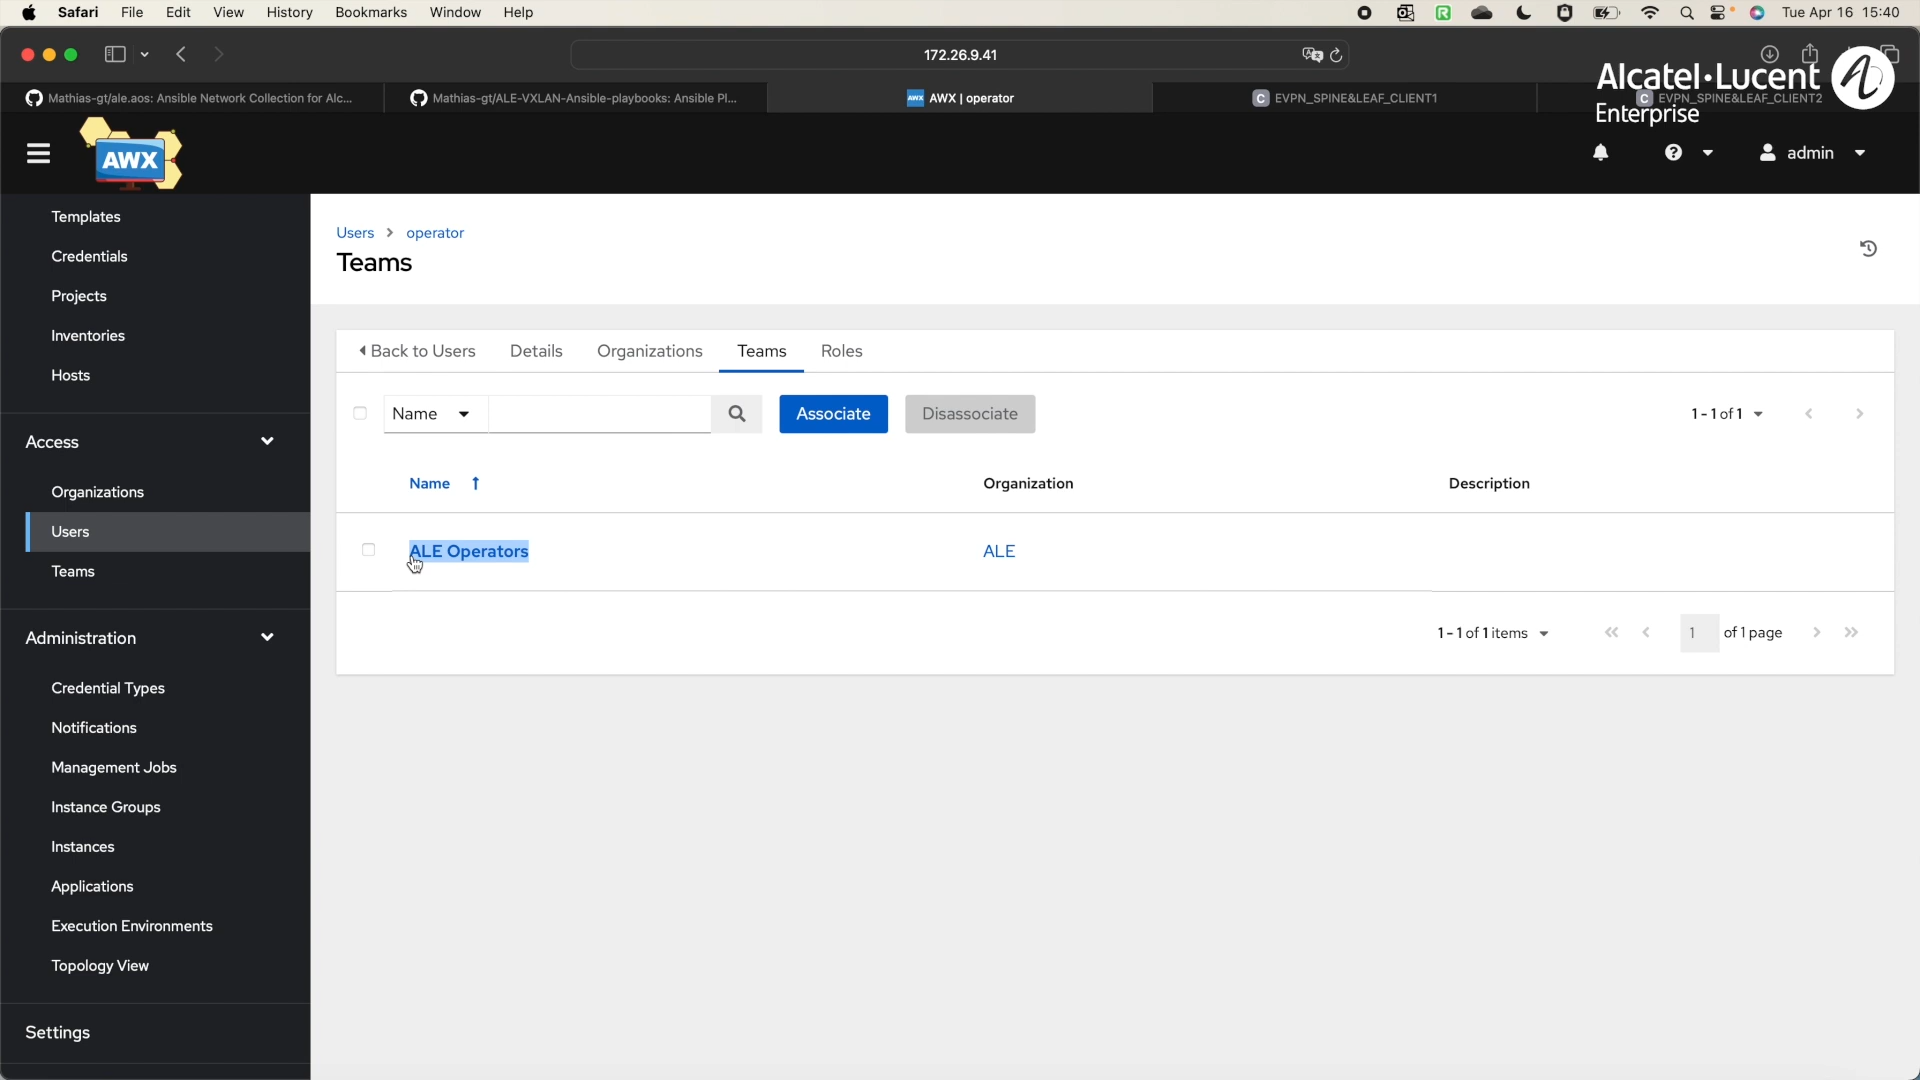 Safari File Edit View History Bookmarks Window Help
Tue Apr 16 15:40
172.26.9.41
Mathias-gt/ale.aos: Ansible Network Collection for Alc...
Mathias-gt/ALE-VXLAN-Ansible-playbooks: Ansible Pl...
AWX | operator
EVPN_SPINE&LEAF_CLIENT1
EVPN_SPINE&LEAF_CLIENT2
Alcatel·Lucent
Enterprise
AWX
admin
Templates
Credentials
Projects
Inventories
Hosts
Access
Organizations
Users
Teams
Administration
Credential Types
Notifications
Management Jobs
Instance Groups
Instances
Applications
Execution Environments
Topology View
Settings
Users > operator
Teams
Back to Users Details Organizations Teams Roles
Name Associate Disassociate 1 - 1 of 1
Name Organization Description
ALE Operators ALE
1 - 1 of 1 items 1 of 1 page